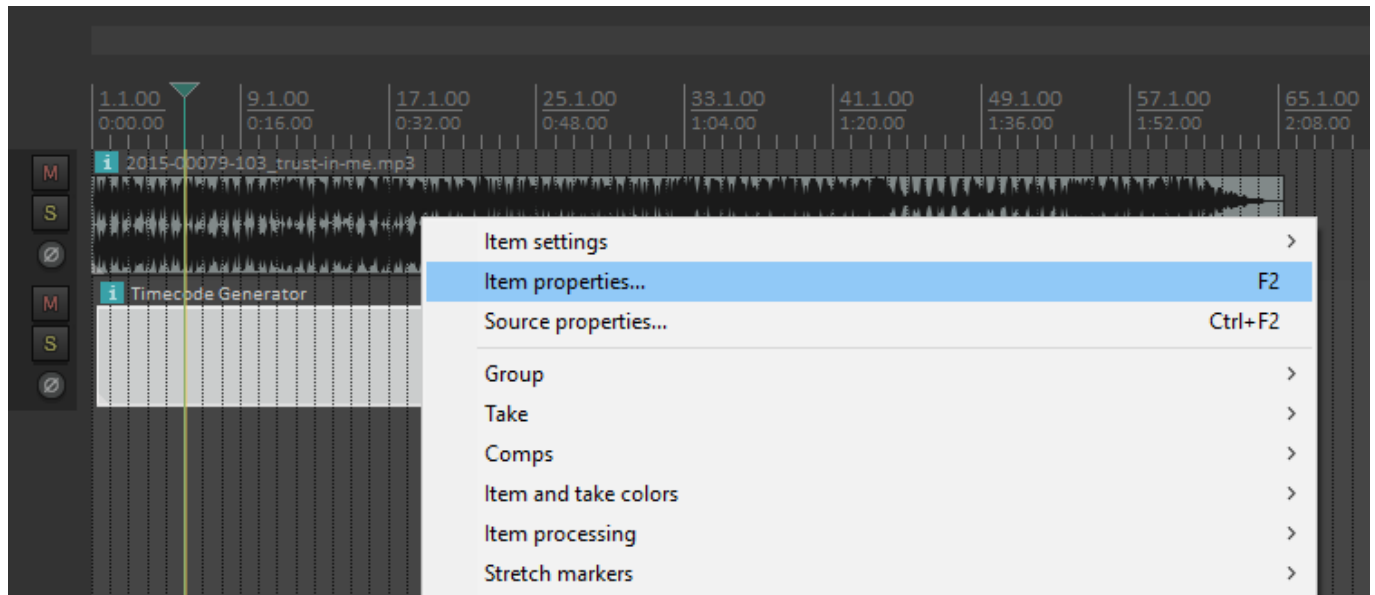 1.1.00 9.1.00 17.1.00 25.1.00 33.1.00 41.1.00 49.1.00 57.1.00 65.1.00
0:00.00 0:16.00 0:32.00 0:48.00 1:04.00 1:20.00 1:36.00 1:52.00 2:08.00
i 2015-00079-103_trust-in-me.mp3
M
S
Ø
i Timecode Generator
M
S
Ø
Item settings >
Item properties... F2
Source properties... Ctrl+F2
Group >
Take >
Comps >
Item and take colors >
Item processing >
Stretch markers >